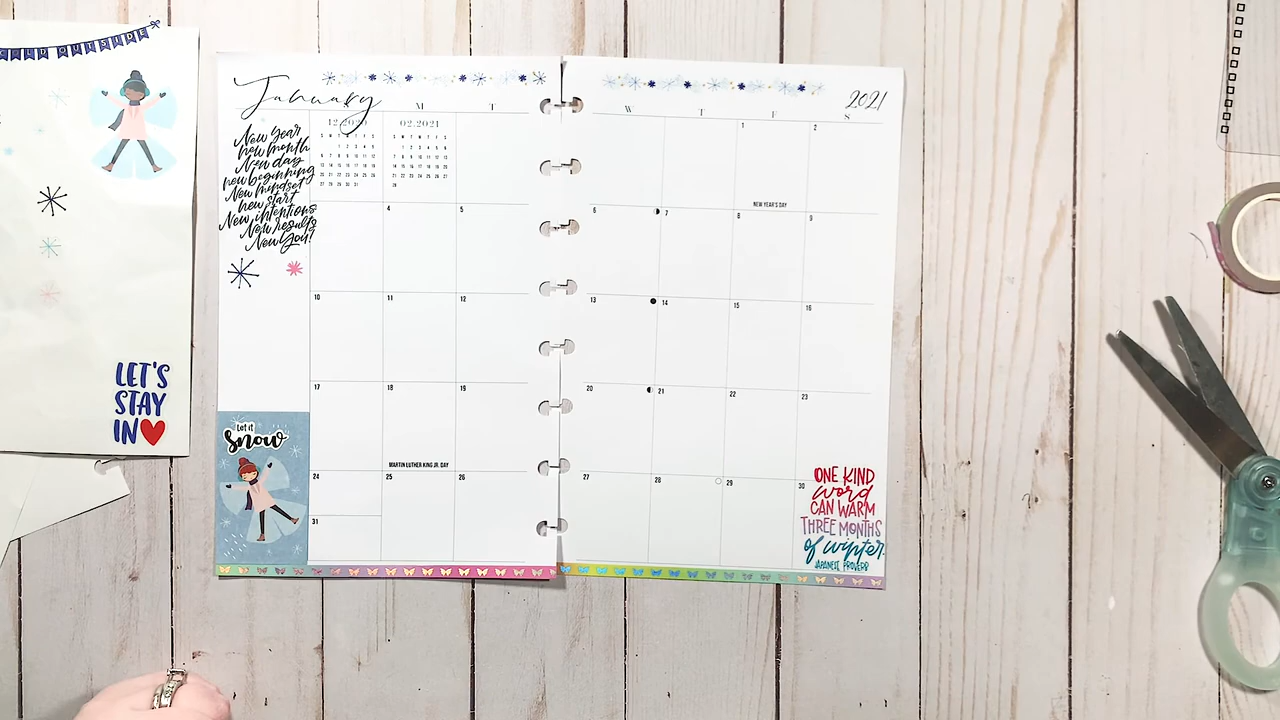 COLD OUTSIDE
January
2021
M T W T F S
12.2020
02.2021
New year
new month
New day
new beginning
New mindset
new start
New intentions
New results
New You!
1 2
NEW YEAR'S DAY
4 5 6 7 8 9
10 11 12 13 14 15 16
17 18 19 20 21 22 23
MARTIN LUTHER KING JR. DAY
24 25 26 27 28 29 30
31
LET'S
STAY
IN
Let it
Snow
ONE KIND
word
CAN WARM
THREE MONTHS
of winter.
JAPANESE PROVERB